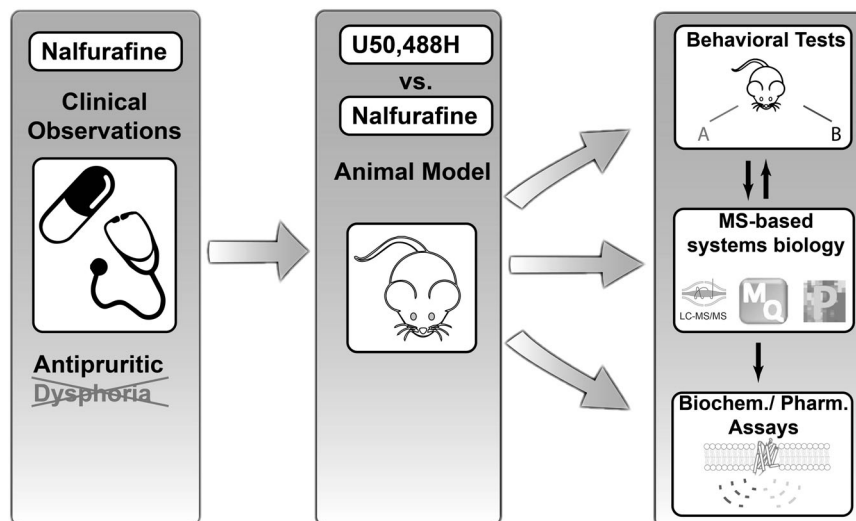 Nalfurafine
Clinical
Observations
Antipruritic
Dysphoria
U50,488H
vs.
Nalfurafine
Animal Model
Behavioral Tests
A
B
MS-based
systems biology
LC-MS/MS
M
Q
P
Biochem./ Pharm.
Assays